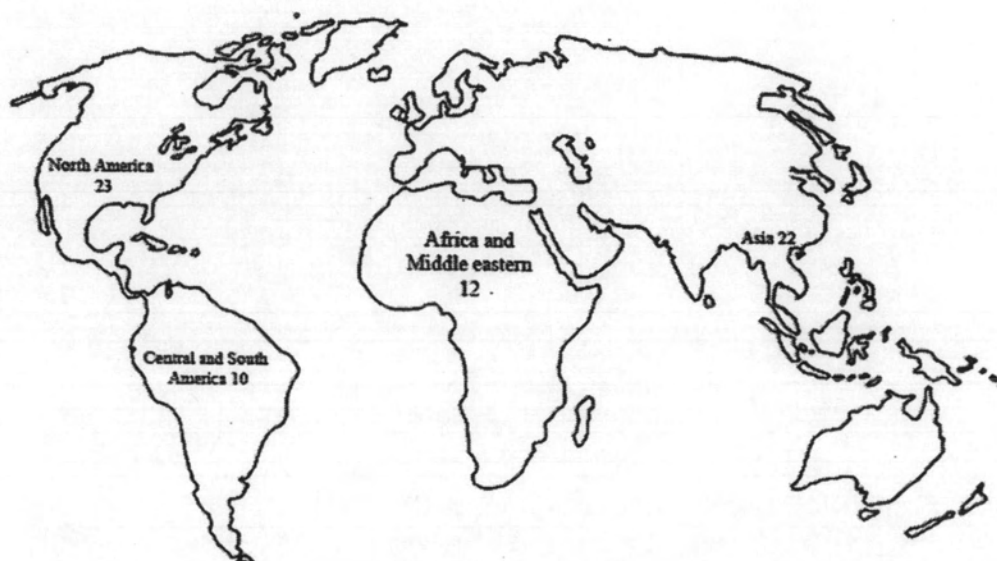 North America
23
Africa and
Middle eastern
12
Asia 22
Central and South
America 10